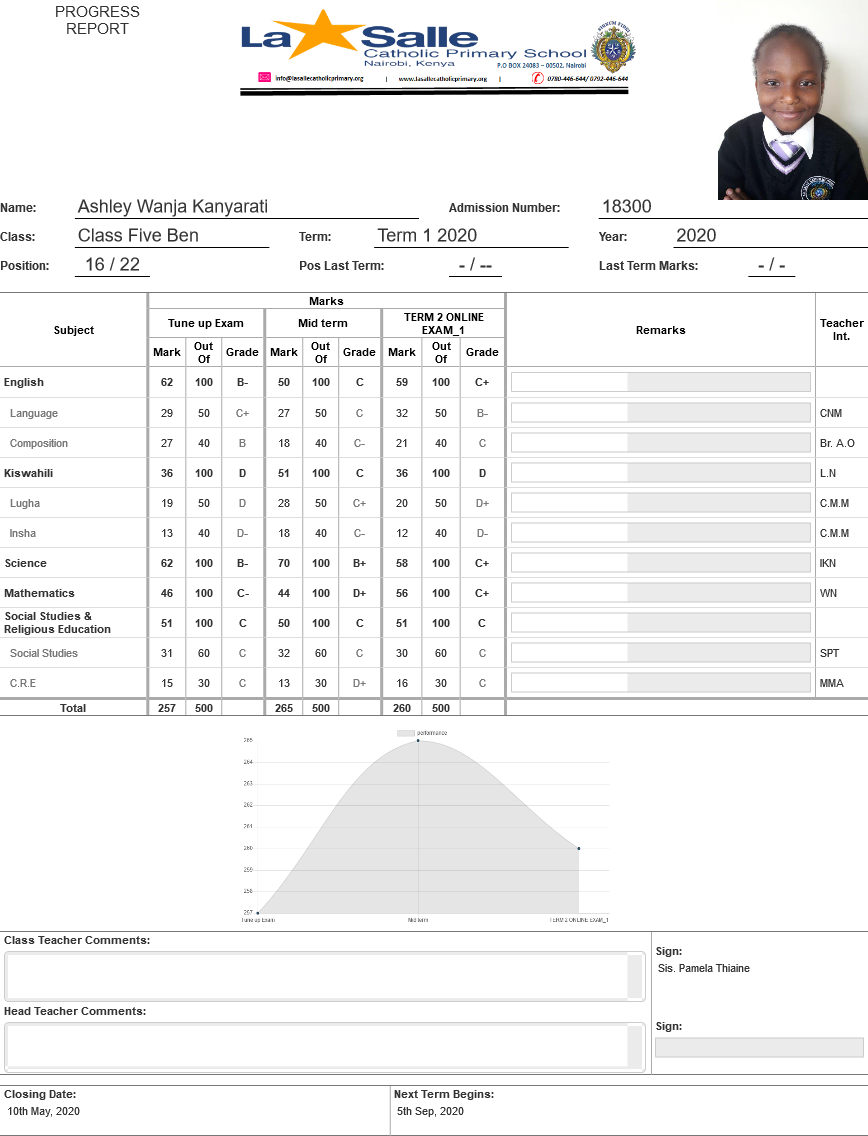 PROGRESS
REPORT
La Salle
Catholic Primary School
Nairobi, Kenya
P.O BOX 24083 – 00502, Nairobi
info@lasallecatholicprimary.org | www.lasallecatholicprimary.org | 0780-446-644/ 0792-446-644
Name: Ashley Wanja Kanyarati Admission Number: 18300
Class: Class Five Ben Term: Term 1 2020 Year: 2020
Position: 16 / 22 Pos Last Term: - / -- Last Term Marks: - / -
Subject Marks Remarks Teacher Int.
Tune up Exam Mid term TERM 2 ONLINE EXAM_1
Mark Out Of Grade Mark Out Of Grade Mark Out Of Grade
English 62 100 B- 50 100 C 59 100 C+
Language 29 50 C+ 27 50 C 32 50 B- CNM
Composition 27 40 B 18 40 C- 21 40 C Br. A.O
Kiswahili 36 100 D 51 100 C 36 100 D L.N
Lugha 19 50 D 28 50 C+ 20 50 D+ C.M.M
Insha 13 40 D- 18 40 C- 12 40 D- C.M.M
Science 62 100 B- 70 100 B+ 58 100 C+ IKN
Mathematics 46 100 C- 44 100 D+ 56 100 C+ WN
Social Studies & Religious Education 51 100 C 50 100 C 51 100 C
Social Studies 31 60 C 32 60 C 30 60 C SPT
C.R.E 15 30 C 13 30 D+ 16 30 C MMA
Total 257 500 265 500 260 500
performance
265
264
263
262
261
260
259
258
257
Tune up Exam Mid term TERM 2 ONLINE EXAM_1
Class Teacher Comments:
Sign:
Sis. Pamela Thiaine
Head Teacher Comments:
Sign:
Closing Date: Next Term Begins:
10th May, 2020 5th Sep, 2020